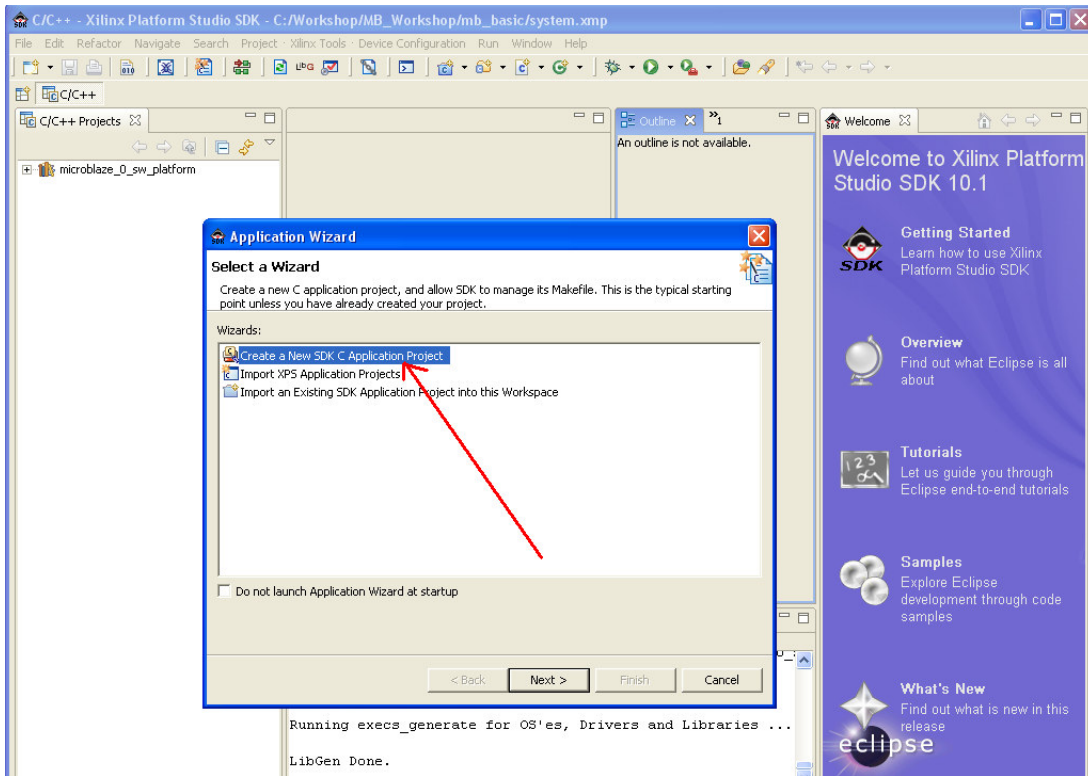 C/C++ - Xilinx Platform Studio SDK - C:/Workshop/MB_Workshop/mb_basic/system.xmp
File Edit Refactor Navigate Search Project Xilinx Tools Device Configuration Run Window Help
C/C++
C/C++ Projects
microblaze_0_sw_platform
Outline
An outline is not available.
Welcome
Welcome to Xilinx Platform
Studio SDK 10.1
SDK
Getting Started
Learn how to use Xilinx
Platform Studio SDK
Overview
Find out what Eclipse is all
about
Tutorials
Let us guide you through
Eclipse end-to-end tutorials
Samples
Explore Eclipse
development through code
samples
What's New
Find out what is new in this
release
eclipse
Application Wizard
Select a Wizard
Create a new C application project, and allow SDK to manage its Makefile. This is the typical starting
point unless you have already created your project.
Wizards:
Create a New SDK C Application Project
Import XPS Application Projects
Import an Existing SDK Application Project into this Workspace
Do not launch Application Wizard at startup
< Back Next > Finish Cancel
Running execs_generate for OS'es, Drivers and Libraries ...
LibGen Done.